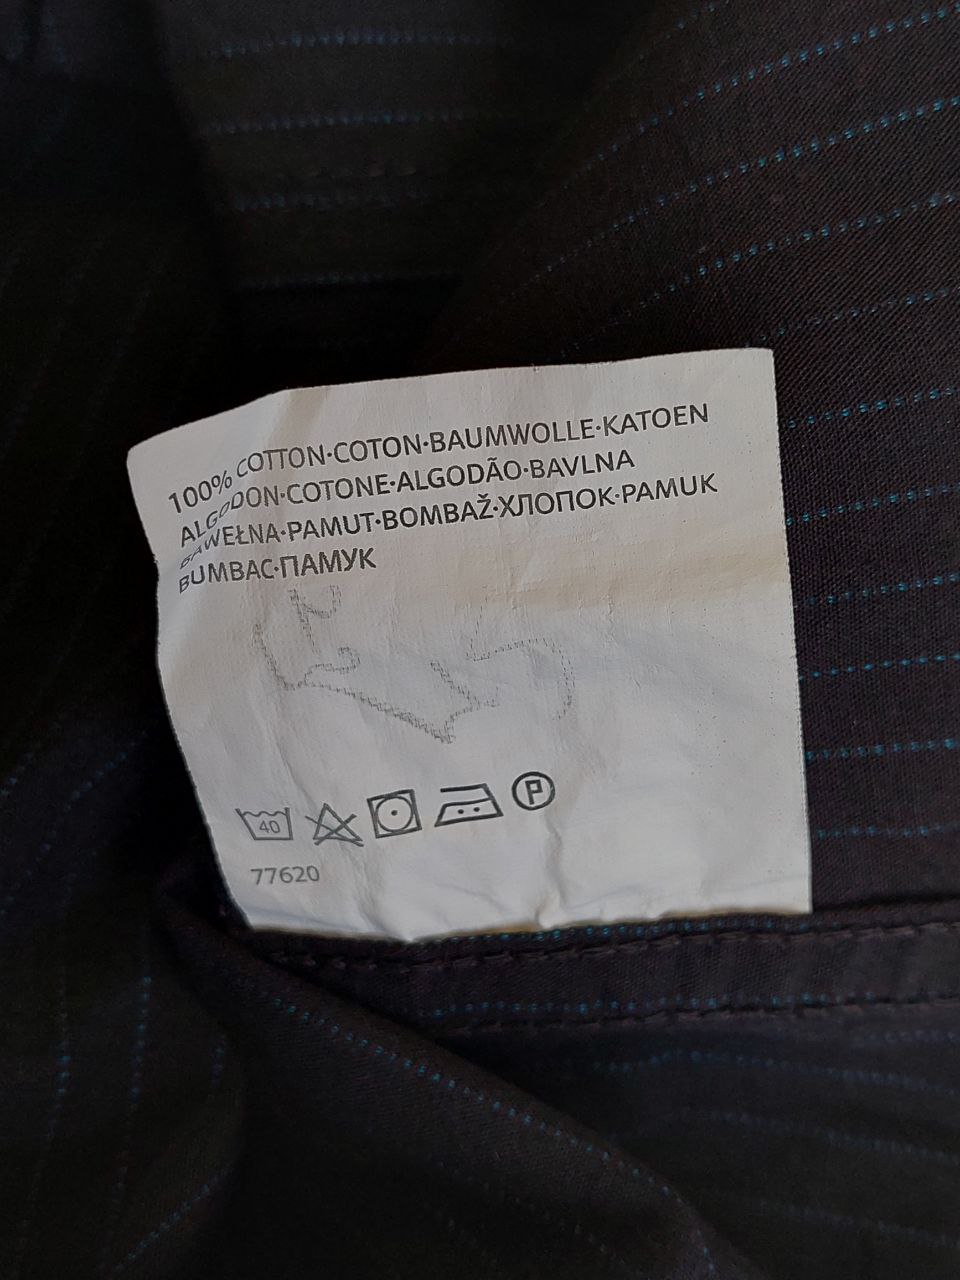 100% COTTON·COTON·BAUMWOLLE·KATOEN
ALGODON·COTONE·ALGODÃO·BAVLNA
BAWEŁNA·PAMUT·BOMBAŽ·ХЛОПОК·PAMUK
BUMBAC·ПАМУК
40 P
77620